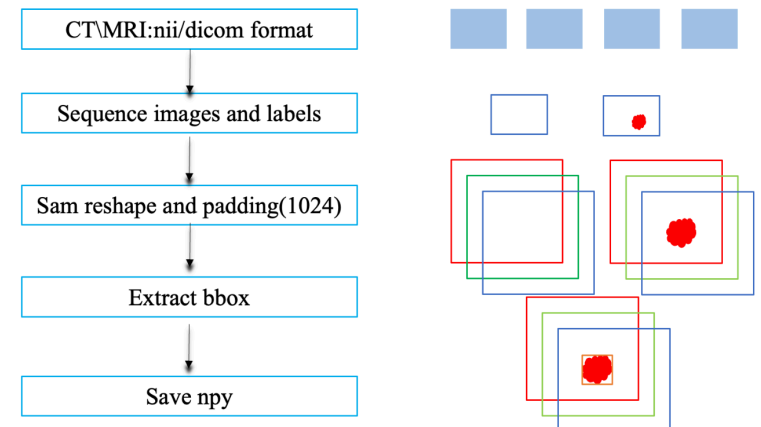 CT\MRI:nii/dicom format
Sequence images and labels
Sam reshape and padding(1024)
Extract bbox
Save npy